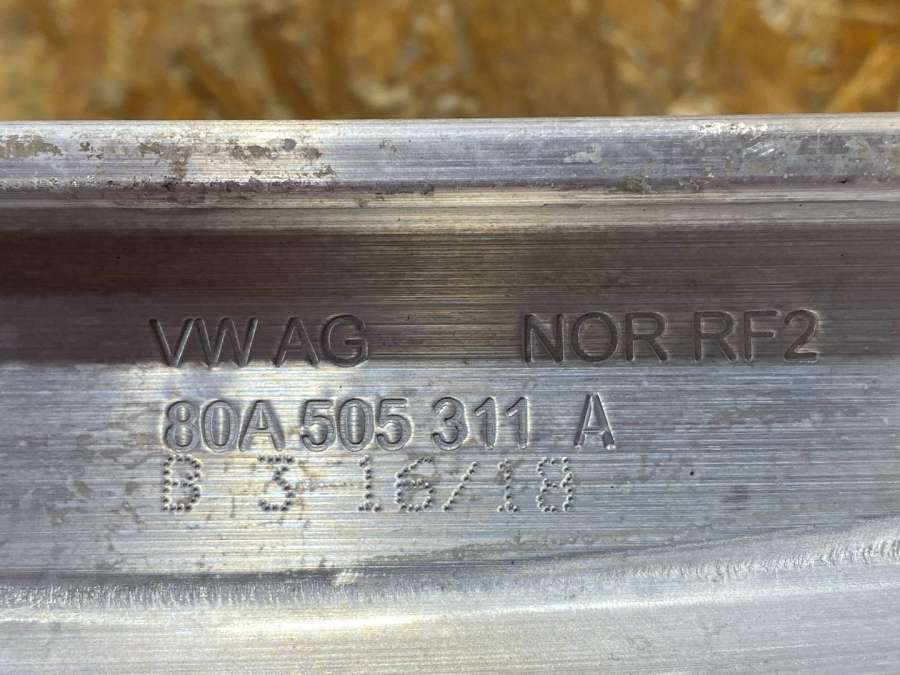 VW AG NOR RF2
80A 505 311 A
B 3 16/18